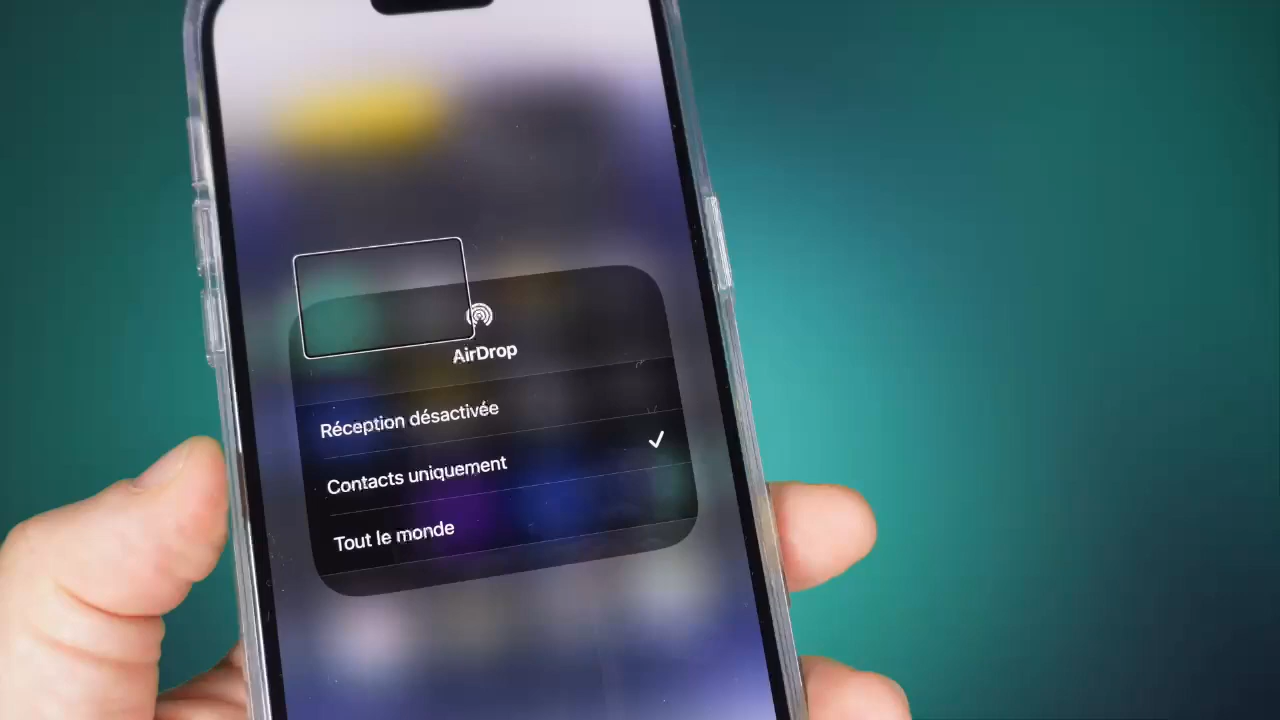 AirDrop
Réception désactivée
Contacts uniquement
Tout le monde